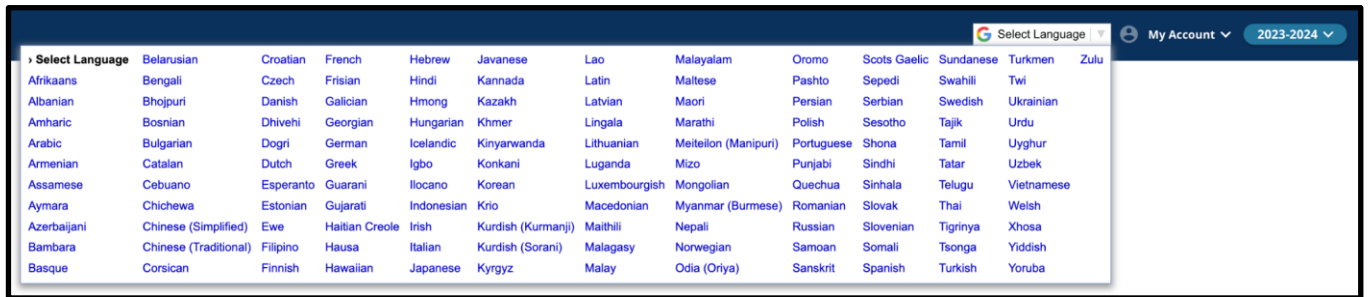 Select Language My Account 2023-2024
› Select Language Belarusian Croatian French Hebrew Javanese Lao Malayalam Oromo Scots Gaelic Sundanese Turkmen Zulu
Afrikaans Bengali Czech Frisian Hindi Kannada Latin Maltese Pashto Sepedi Swahili Twi
Albanian Bhojpuri Danish Galician Hmong Kazakh Latvian Maori Persian Serbian Swedish Ukrainian
Amharic Bosnian Dhivehi Georgian Hungarian Khmer Lingala Marathi Polish Sesotho Tajik Urdu
Arabic Bulgarian Dogri German Icelandic Kinyarwanda Lithuanian Meiteilon (Manipuri) Portuguese Shona Tamil Uyghur
Armenian Catalan Dutch Greek Igbo Konkani Luganda Mizo Punjabi Sindhi Tatar Uzbek
Assamese Cebuano Esperanto Guarani Ilocano Korean Luxembourgish Mongolian Quechua Sinhala Telugu Vietnamese
Aymara Chichewa Estonian Gujarati Indonesian Krio Macedonian Myanmar (Burmese) Romanian Slovak Thai Welsh
Azerbaijani Chinese (Simplified) Ewe Haitian Creole Irish Kurdish (Kurmanji) Maithili Nepali Russian Slovenian Tigrinya Xhosa
Bambara Chinese (Traditional) Filipino Hausa Italian Kurdish (Sorani) Malagasy Norwegian Samoan Somali Tsonga Yiddish
Basque Corsican Finnish Hawaiian Japanese Kyrgyz Malay Odia (Oriya) Sanskrit Spanish Turkish Yoruba